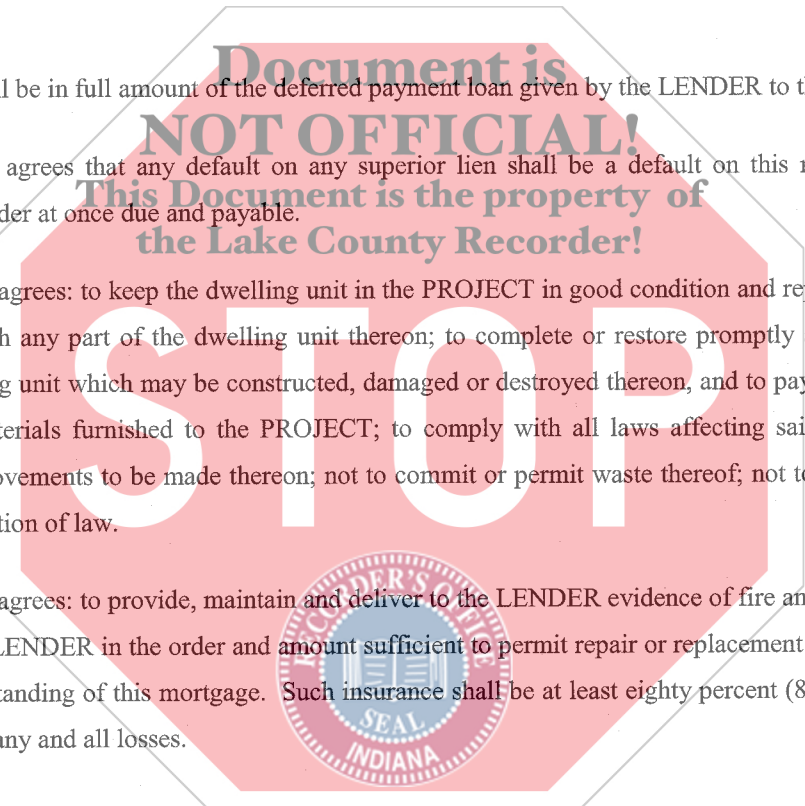 Document is
l be in full amount of the deferred payment loan given by the LENDER to th
NOT OFFICIAL!
agrees that any default on any superior lien shall be a default on this
This Document is the property of
der at once due and payable.
the Lake County Recorder!
agrees: to keep the dwelling unit in the PROJECT in good condition and re
h any part of the dwelling unit thereon; to complete or restore promptly
STOP
g unit which may be constructed, damaged or destroyed thereon, and to pay
terials furnished to the PROJECT; to comply with all laws affecting sai
ovements to be made thereon; not to commit or permit waste thereof; not to
tion of law.
agrees: to provide, maintain and deliver to the LENDER evidence of fire an
LENDER in the order and amount sufficient to permit repair or replacement
tanding of this mortgage. Such insurance shall be at least eighty percent (8
any and all losses.
RECORDER'S OFFICE
SEAL
INDIANA